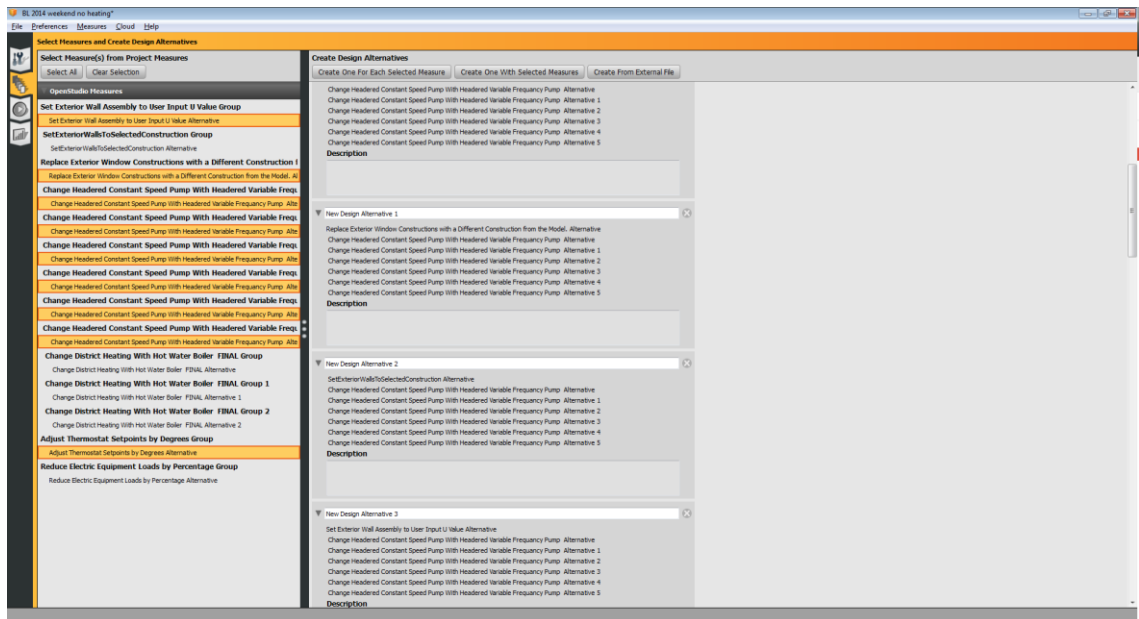 BL 2014 weekend no heating*
File Preferences Measures Cloud Help
Select Measures and Create Design Alternatives
Select Measure(s) from Project Measures
Select All Clear Selection
OpenStudio Measures
Set Exterior Wall Assembly to User Input U Value Group
Set Exterior Wall Assembly to User Input U Value Alternative
SetExteriorWallsToSelectedConstruction Group
SetExteriorWallsToSelectedConstruction Alternative
Replace Exterior Window Constructions with a Different Construction f
Replace Exterior Window Constructions with a Different Construction from the Model. Al
Change Headered Constant Speed Pump With Headered Variable Frequ
Change Headered Constant Speed Pump With Headered Variable Frequancy Pump Alte
Change Headered Constant Speed Pump With Headered Variable Frequ
Change Headered Constant Speed Pump With Headered Variable Frequancy Pump Alte
Change Headered Constant Speed Pump With Headered Variable Frequ
Change Headered Constant Speed Pump With Headered Variable Frequancy Pump Alte
Change Headered Constant Speed Pump With Headered Variable Frequ
Change Headered Constant Speed Pump With Headered Variable Frequancy Pump Alte
Change Headered Constant Speed Pump With Headered Variable Frequ
Change Headered Constant Speed Pump With Headered Variable Frequancy Pump Alte
Change Headered Constant Speed Pump With Headered Variable Frequ
Change Headered Constant Speed Pump With Headered Variable Frequancy Pump Alte
Change District Heating With Hot Water Boiler FINAL Group
Change District Heating With Hot Water Boiler FINAL Alternative
Change District Heating With Hot Water Boiler FINAL Group 1
Change District Heating With Hot Water Boiler FINAL Alternative 1
Change District Heating With Hot Water Boiler FINAL Group 2
Change District Heating With Hot Water Boiler FINAL Alternative 2
Adjust Thermostat Setpoints by Degrees Group
Adjust Thermostat Setpoints by Degrees Alternative
Reduce Electric Equipment Loads by Percentage Group
Reduce Electric Equipment Loads by Percentage Alternative
Create Design Alternatives
Create One For Each Selected Measure Create One With Selected Measures Create From External File
Change Headered Constant Speed Pump With Headered Variable Frequancy Pump Alternative
Change Headered Constant Speed Pump With Headered Variable Frequancy Pump Alternative 1
Change Headered Constant Speed Pump With Headered Variable Frequancy Pump Alternative 2
Change Headered Constant Speed Pump With Headered Variable Frequancy Pump Alternative 3
Change Headered Constant Speed Pump With Headered Variable Frequancy Pump Alternative 4
Change Headered Constant Speed Pump With Headered Variable Frequancy Pump Alternative 5
Description
New Design Alternative 1
Replace Exterior Window Constructions with a Different Construction from the Model. Alternative
Change Headered Constant Speed Pump With Headered Variable Frequancy Pump Alternative
Change Headered Constant Speed Pump With Headered Variable Frequancy Pump Alternative 1
Change Headered Constant Speed Pump With Headered Variable Frequancy Pump Alternative 2
Change Headered Constant Speed Pump With Headered Variable Frequancy Pump Alternative 3
Change Headered Constant Speed Pump With Headered Variable Frequancy Pump Alternative 4
Change Headered Constant Speed Pump With Headered Variable Frequancy Pump Alternative 5
Description
New Design Alternative 2
SetExteriorWallsToSelectedConstruction Alternative
Change Headered Constant Speed Pump With Headered Variable Frequancy Pump Alternative
Change Headered Constant Speed Pump With Headered Variable Frequancy Pump Alternative 1
Change Headered Constant Speed Pump With Headered Variable Frequancy Pump Alternative 2
Change Headered Constant Speed Pump With Headered Variable Frequancy Pump Alternative 3
Change Headered Constant Speed Pump With Headered Variable Frequancy Pump Alternative 4
Change Headered Constant Speed Pump With Headered Variable Frequancy Pump Alternative 5
Description
New Design Alternative 3
Set Exterior Wall Assembly to User Input U Value Alternative
Change Headered Constant Speed Pump With Headered Variable Frequancy Pump Alternative
Change Headered Constant Speed Pump With Headered Variable Frequancy Pump Alternative 1
Change Headered Constant Speed Pump With Headered Variable Frequancy Pump Alternative 2
Change Headered Constant Speed Pump With Headered Variable Frequancy Pump Alternative 3
Change Headered Constant Speed Pump With Headered Variable Frequancy Pump Alternative 4
Change Headered Constant Speed Pump With Headered Variable Frequancy Pump Alternative 5
Description